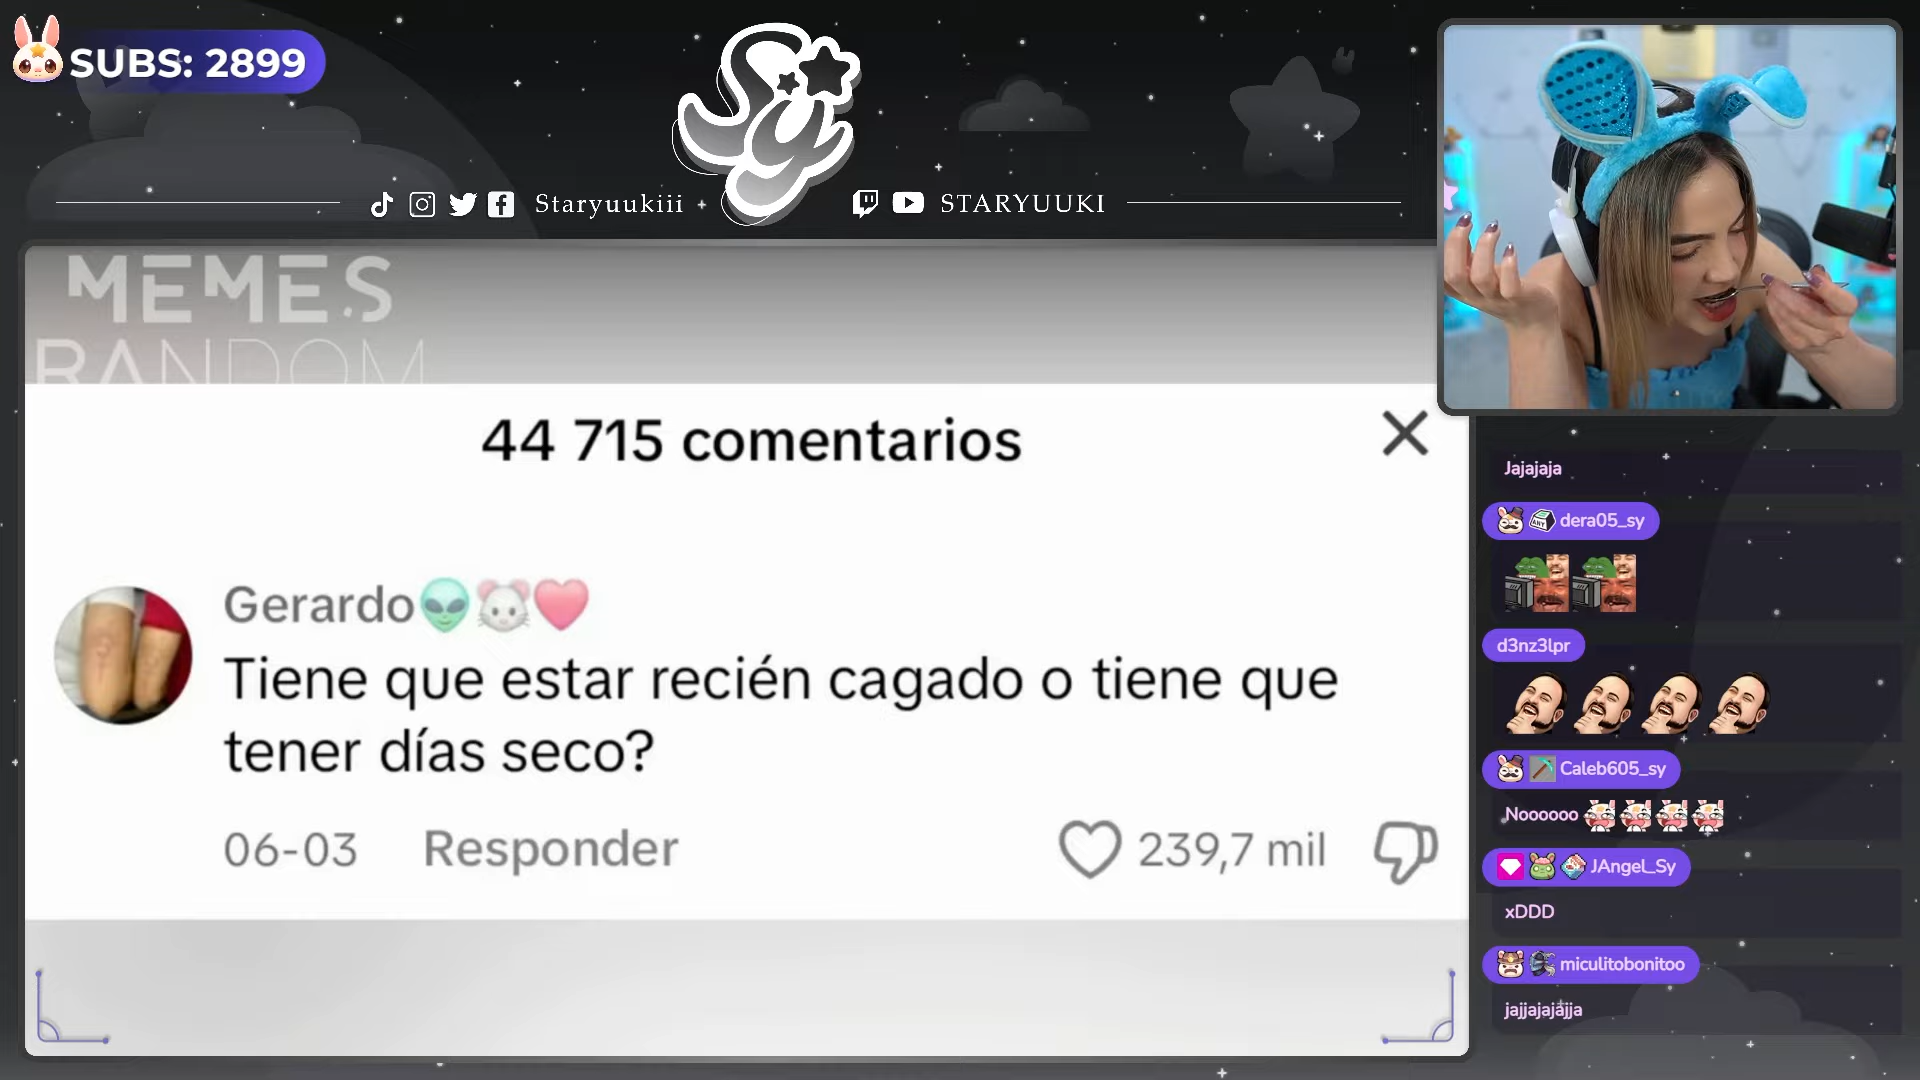 SUBS: 2899
Sy
Staryuukiii
STARYUUKI
MEMES
RANDOM
44 715 comentarios
Gerardo👽🐭❤️
Tiene que estar recién cagado o tiene que
tener días seco?
06-03 Responder
239,7 mil
Jajajaja
dera05_sy
d3nz3lpr
Caleb605_sy
Noooooo
JAngel_Sy
xDDD
miculitobonitoo
jajjajajajja